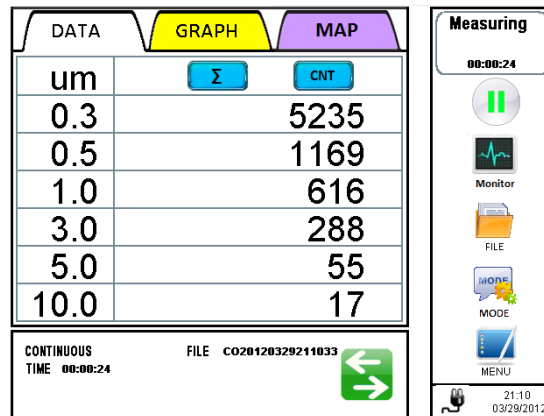 DATA GRAPH MAP
um Σ CNT
0.3 5235
0.5 1169
1.0 616
3.0 288
5.0 55
10.0 17
CONTINUOUS FILE CO20120329211033
TIME 00:00:24
Measuring
00:00:24
Monitor
FILE
MODE
MODE
MENU
21:10
03/29/2012